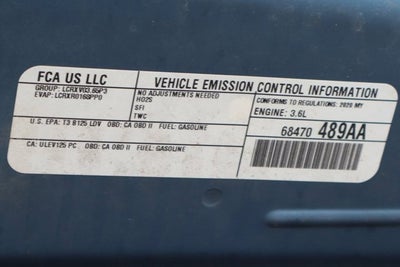 FCA US LLC
GROUP: LCRXV03.65P3
EVAP: LCRXR0168PP0
VEHICLE EMISSION CONTROL INFORMATION
NO ADJUSTMENTS NEEDED
HO2S
SFI
TWC
CONFORMS TO REGULATIONS: 2020 MY
ENGINE: 3.6L
68470 489AA
U.S. EPA: T3 B125 LDV OBD: CA OBD II FUEL: GASOLINE
CA: ULEV125 PC OBD: CA OBD II FUEL: GASOLINE